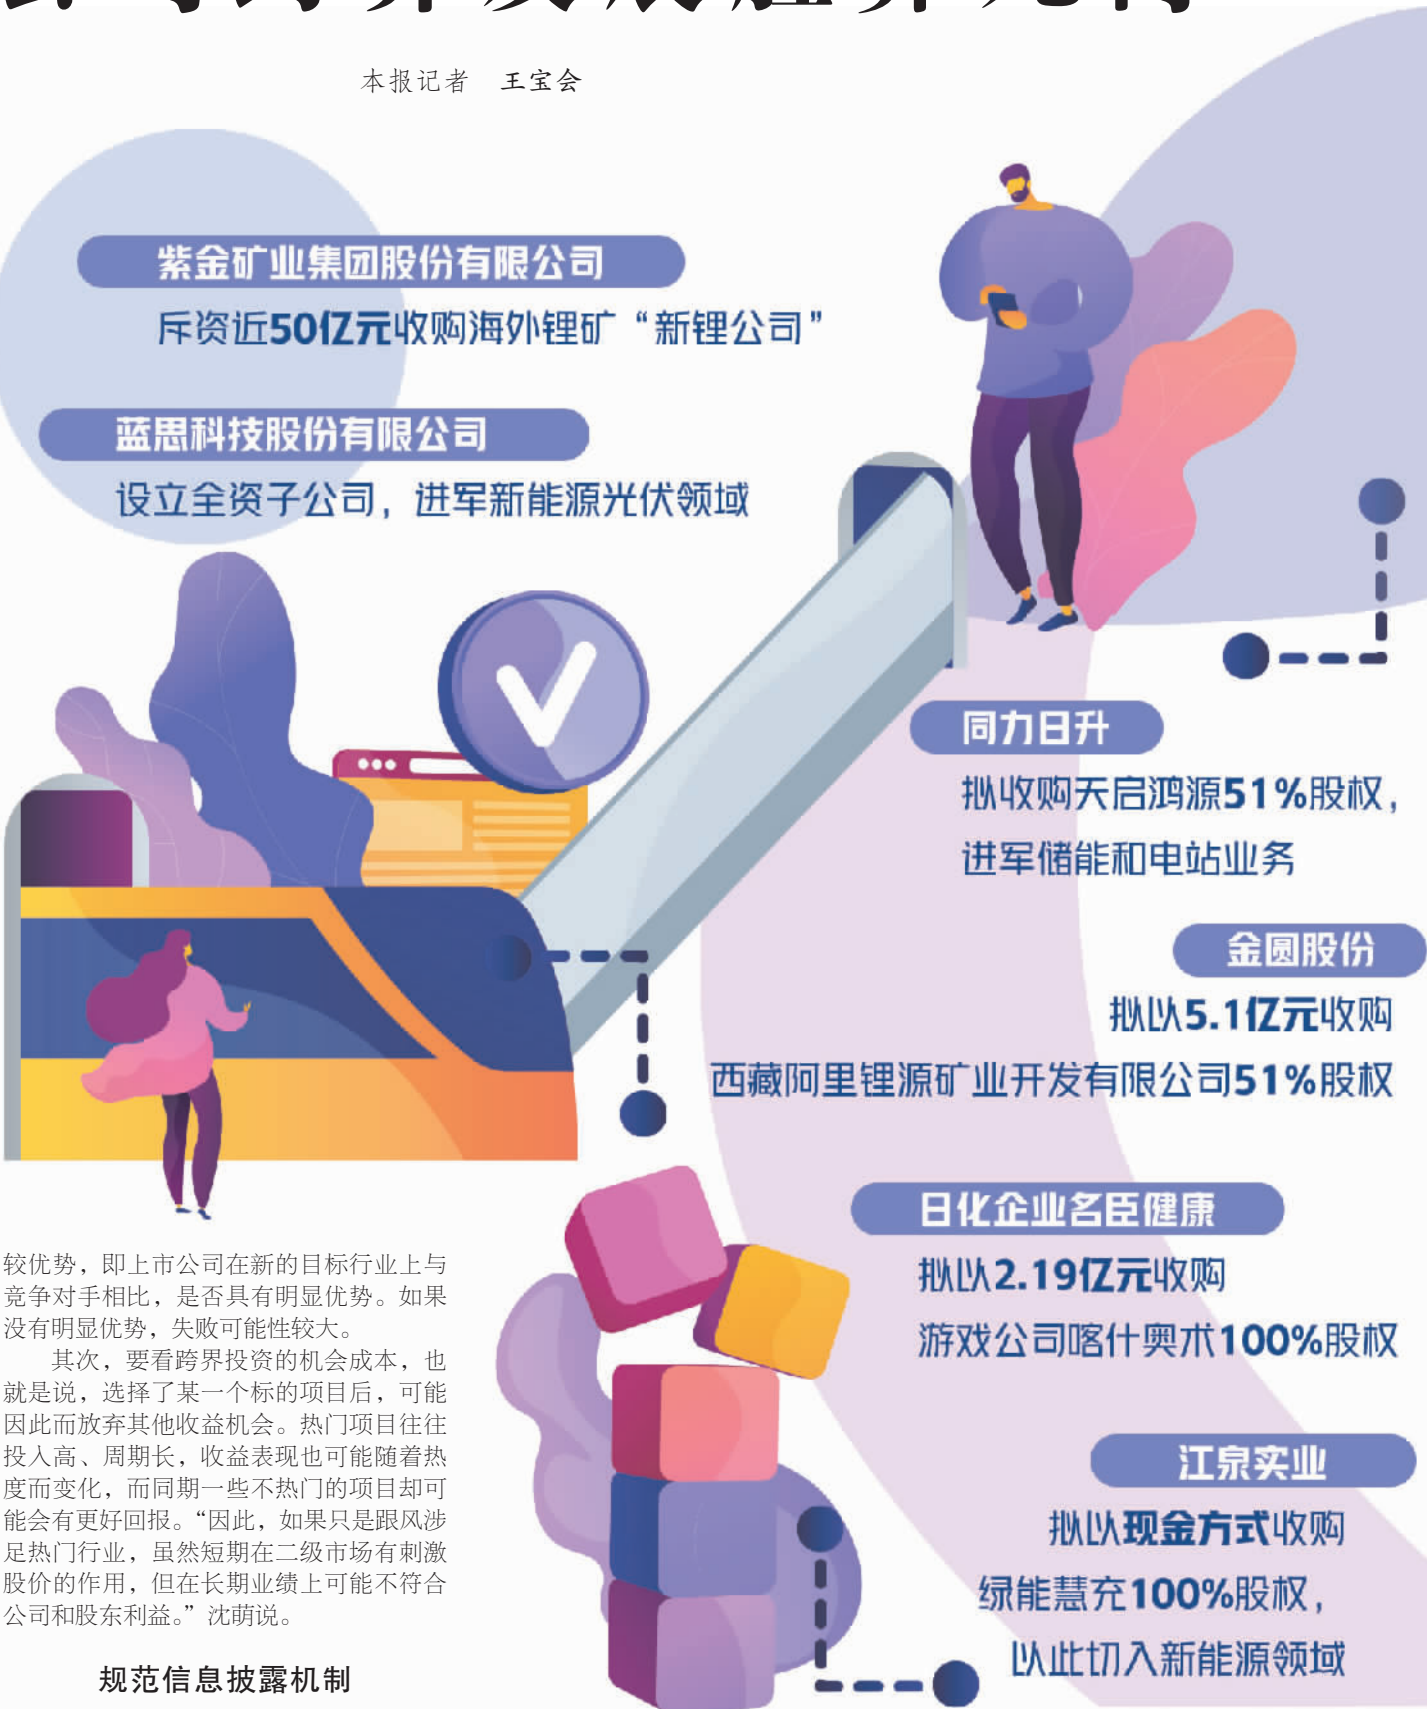 本报记者 王宝会
紫金矿业集团股份有限公司
斥资近50亿元收购海外锂矿“新锂公司”
蓝思科技股份有限公司
设立全资子公司，进军新能源光伏领域
同力日升
拟收购天启鸿源51%股权，
进军储能和电站业务
金圆股份
拟以5.1亿元收购
西藏阿里锂源矿业开发有限公司51%股权
日化企业名臣健康
拟以2.19亿元收购
游戏公司喀什奥术100%股权
江泉实业
拟以现金方式收购
绿能慧充100%股权，
以此切入新能源领域
较优势，即上市公司在新的目标行业上与
竞争对手相比，是否具有明显优势。如果
没有明显优势，失败可能性较大。
其次，要看跨界投资的机会成本，也
就是说，选择了某一个标的项目后，可能
因此而放弃其他收益机会。热门项目往往
投入高、周期长，收益表现也可能随着热
度而变化，而同期一些不热门的项目却可
能会有更好回报。“因此，如果只是跟风涉
足热门行业，虽然短期在二级市场有刺激
股价的作用，但在长期业绩上可能不符合
公司和股东利益。”沈萌说。
规范信息披露机制